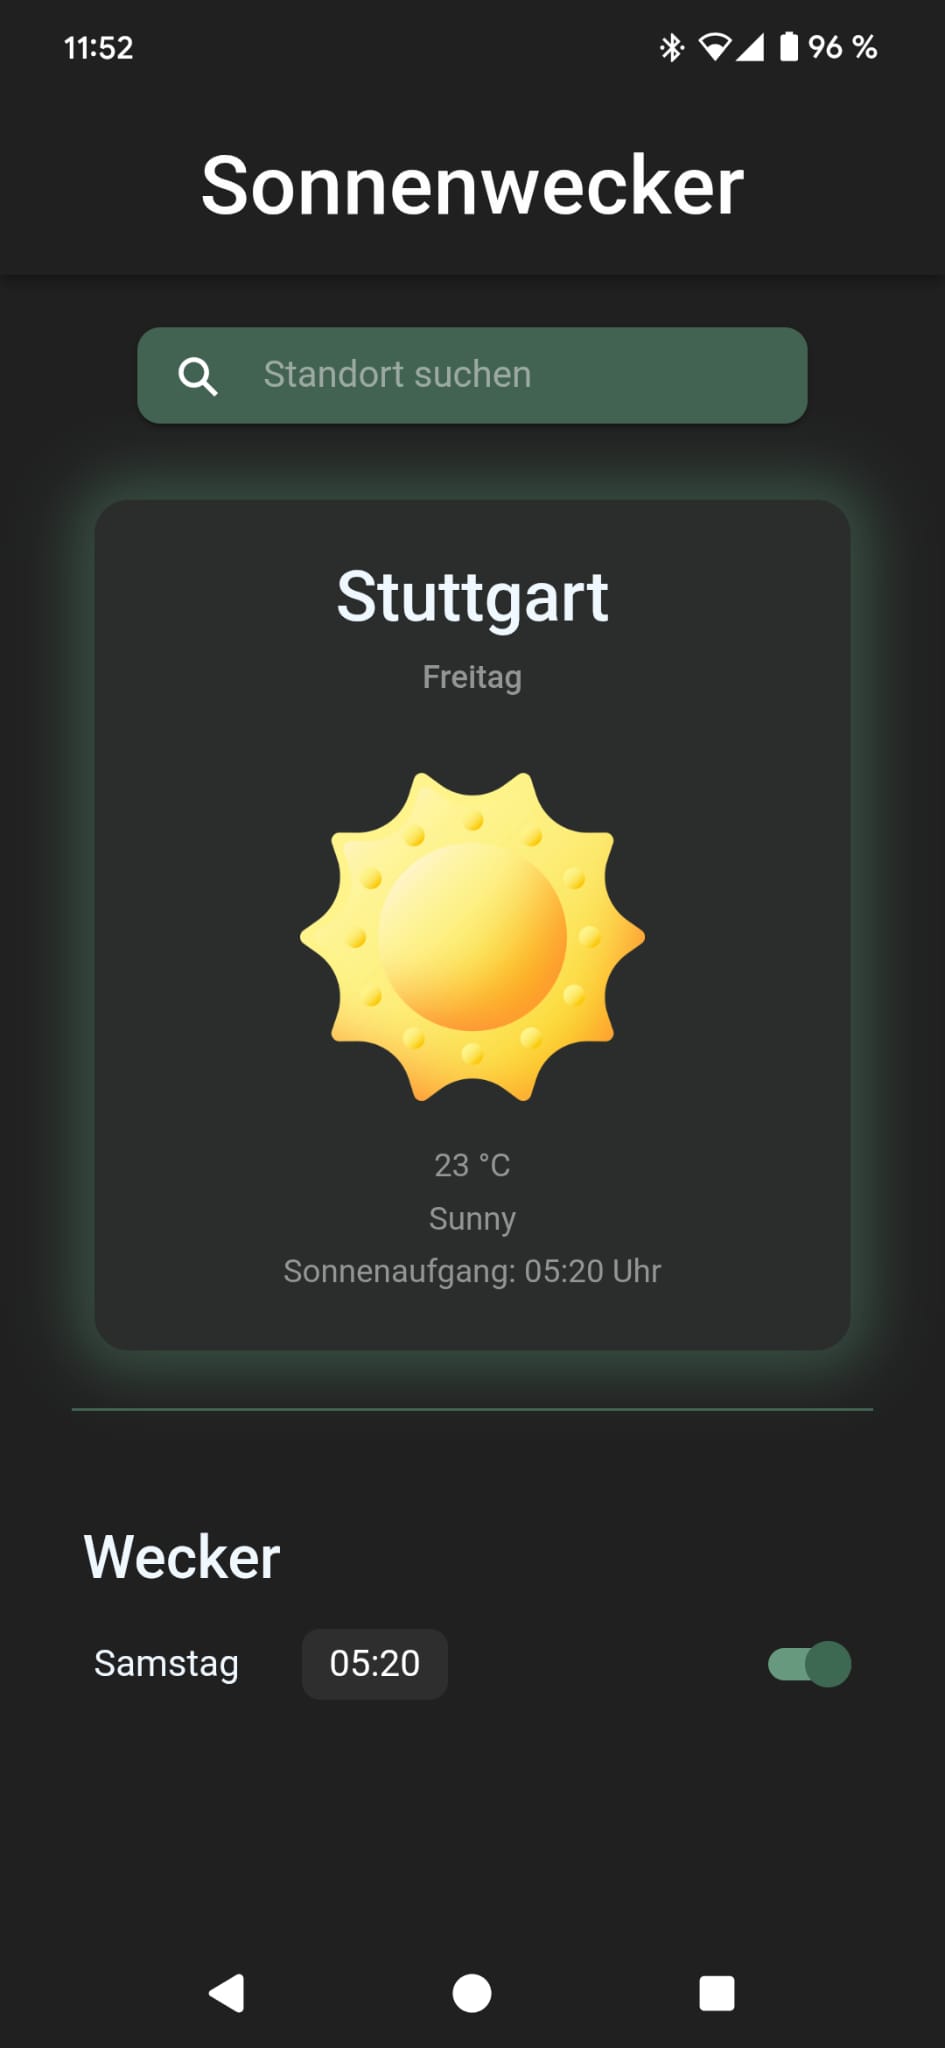 11:52
96 %
Sonnenwecker
Standort suchen
Stuttgart
Freitag
23 °C
Sunny
Sonnenaufgang: 05:20 Uhr
Wecker
Samstag 05:20